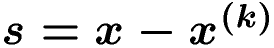 s = x − x^{(k)}